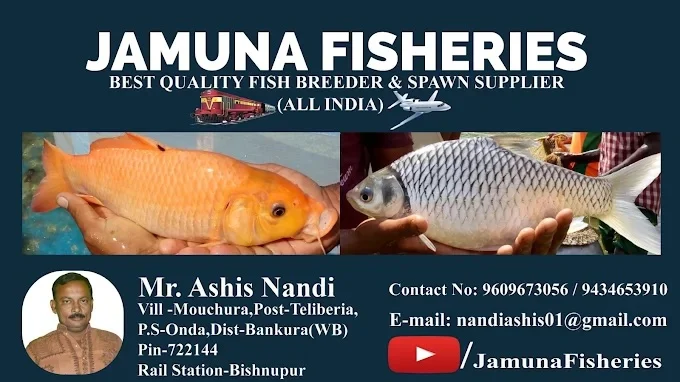 JAMUNA FISHERIES
BEST QUALITY FISH BREEDER & SPAWN SUPPLIER
(ALL INDIA)
Mr. Ashis Nandi
Vill -Mouchura,Post-Teliberia,
P.S-Onda,Dist-Bankura(WB)
Pin-722144
Rail Station-Bishnupur
Contact No: 9609673056 / 9434653910
E-mail: nandiashis01@gmail.com
/JamunaFisheries